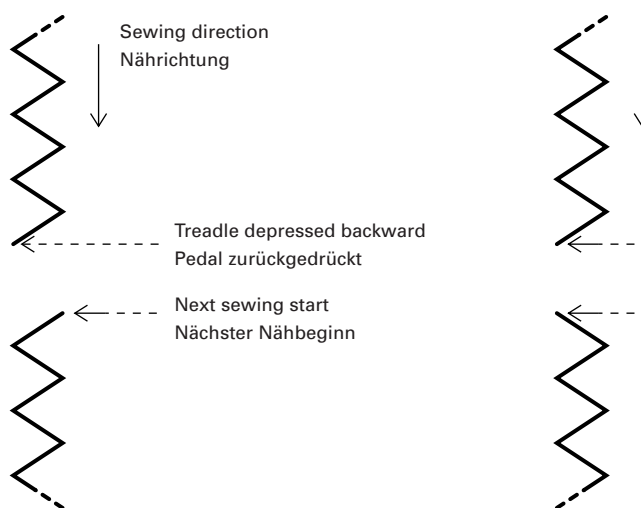 Sewing direction
Nährichtung
Treadle depressed backward
Pedal zurückgedrückt
Next sewing start
Nächster Nähbeginn